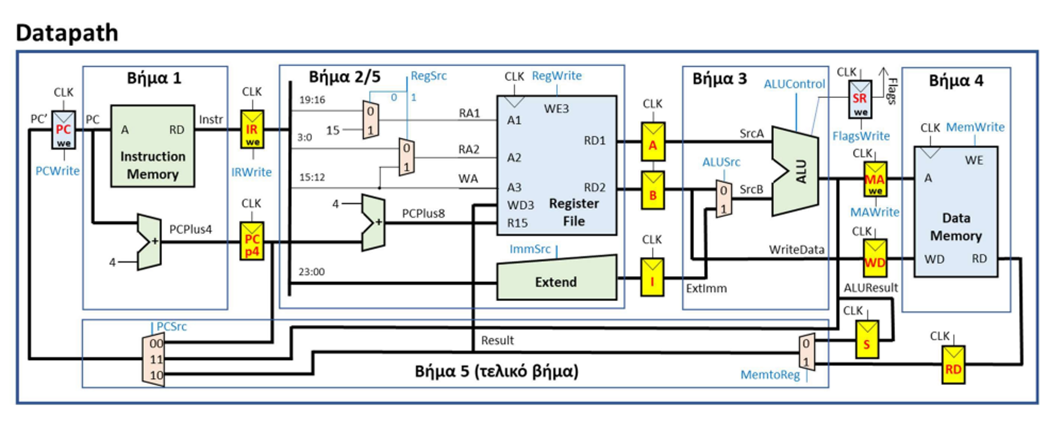 Datapath
Βήμα 1
CLK
PC'
PC
we
PCWrite
PC
A
RD
Instruction
Memory
Instr
CLK
IR
we
IRWrite
4
+
PCPlus4
CLK
PC
p4
Βήμα 2/5
RegSrc
0
1
19:16
15
0
1
RA1
3:0
0
1
RA2
15:12
WA
4
+
PCPlus8
23:00
CLK
RegWrite
WE3
A1
A2
A3
WD3
R15
RD1
RD2
Register
File
ImmSrc
Extend
CLK
A
CLK
B
CLK
I
Βήμα 3
ALUControl
SrcA
ALUSrc
0
1
SrcB
ALU
WriteData
ExtImm
CLK
SR
we
FlagsWrite
Flags
CLK
MA
we
MAWrite
CLK
WD
ALUResult
CLK
S
Βήμα 4
CLK
MemWrite
WE
A
Data
Memory
WD
RD
CLK
RD
PCSrc
00
11
10
Result
0
1
MemtoReg
Βήμα 5 (τελικό βήμα)